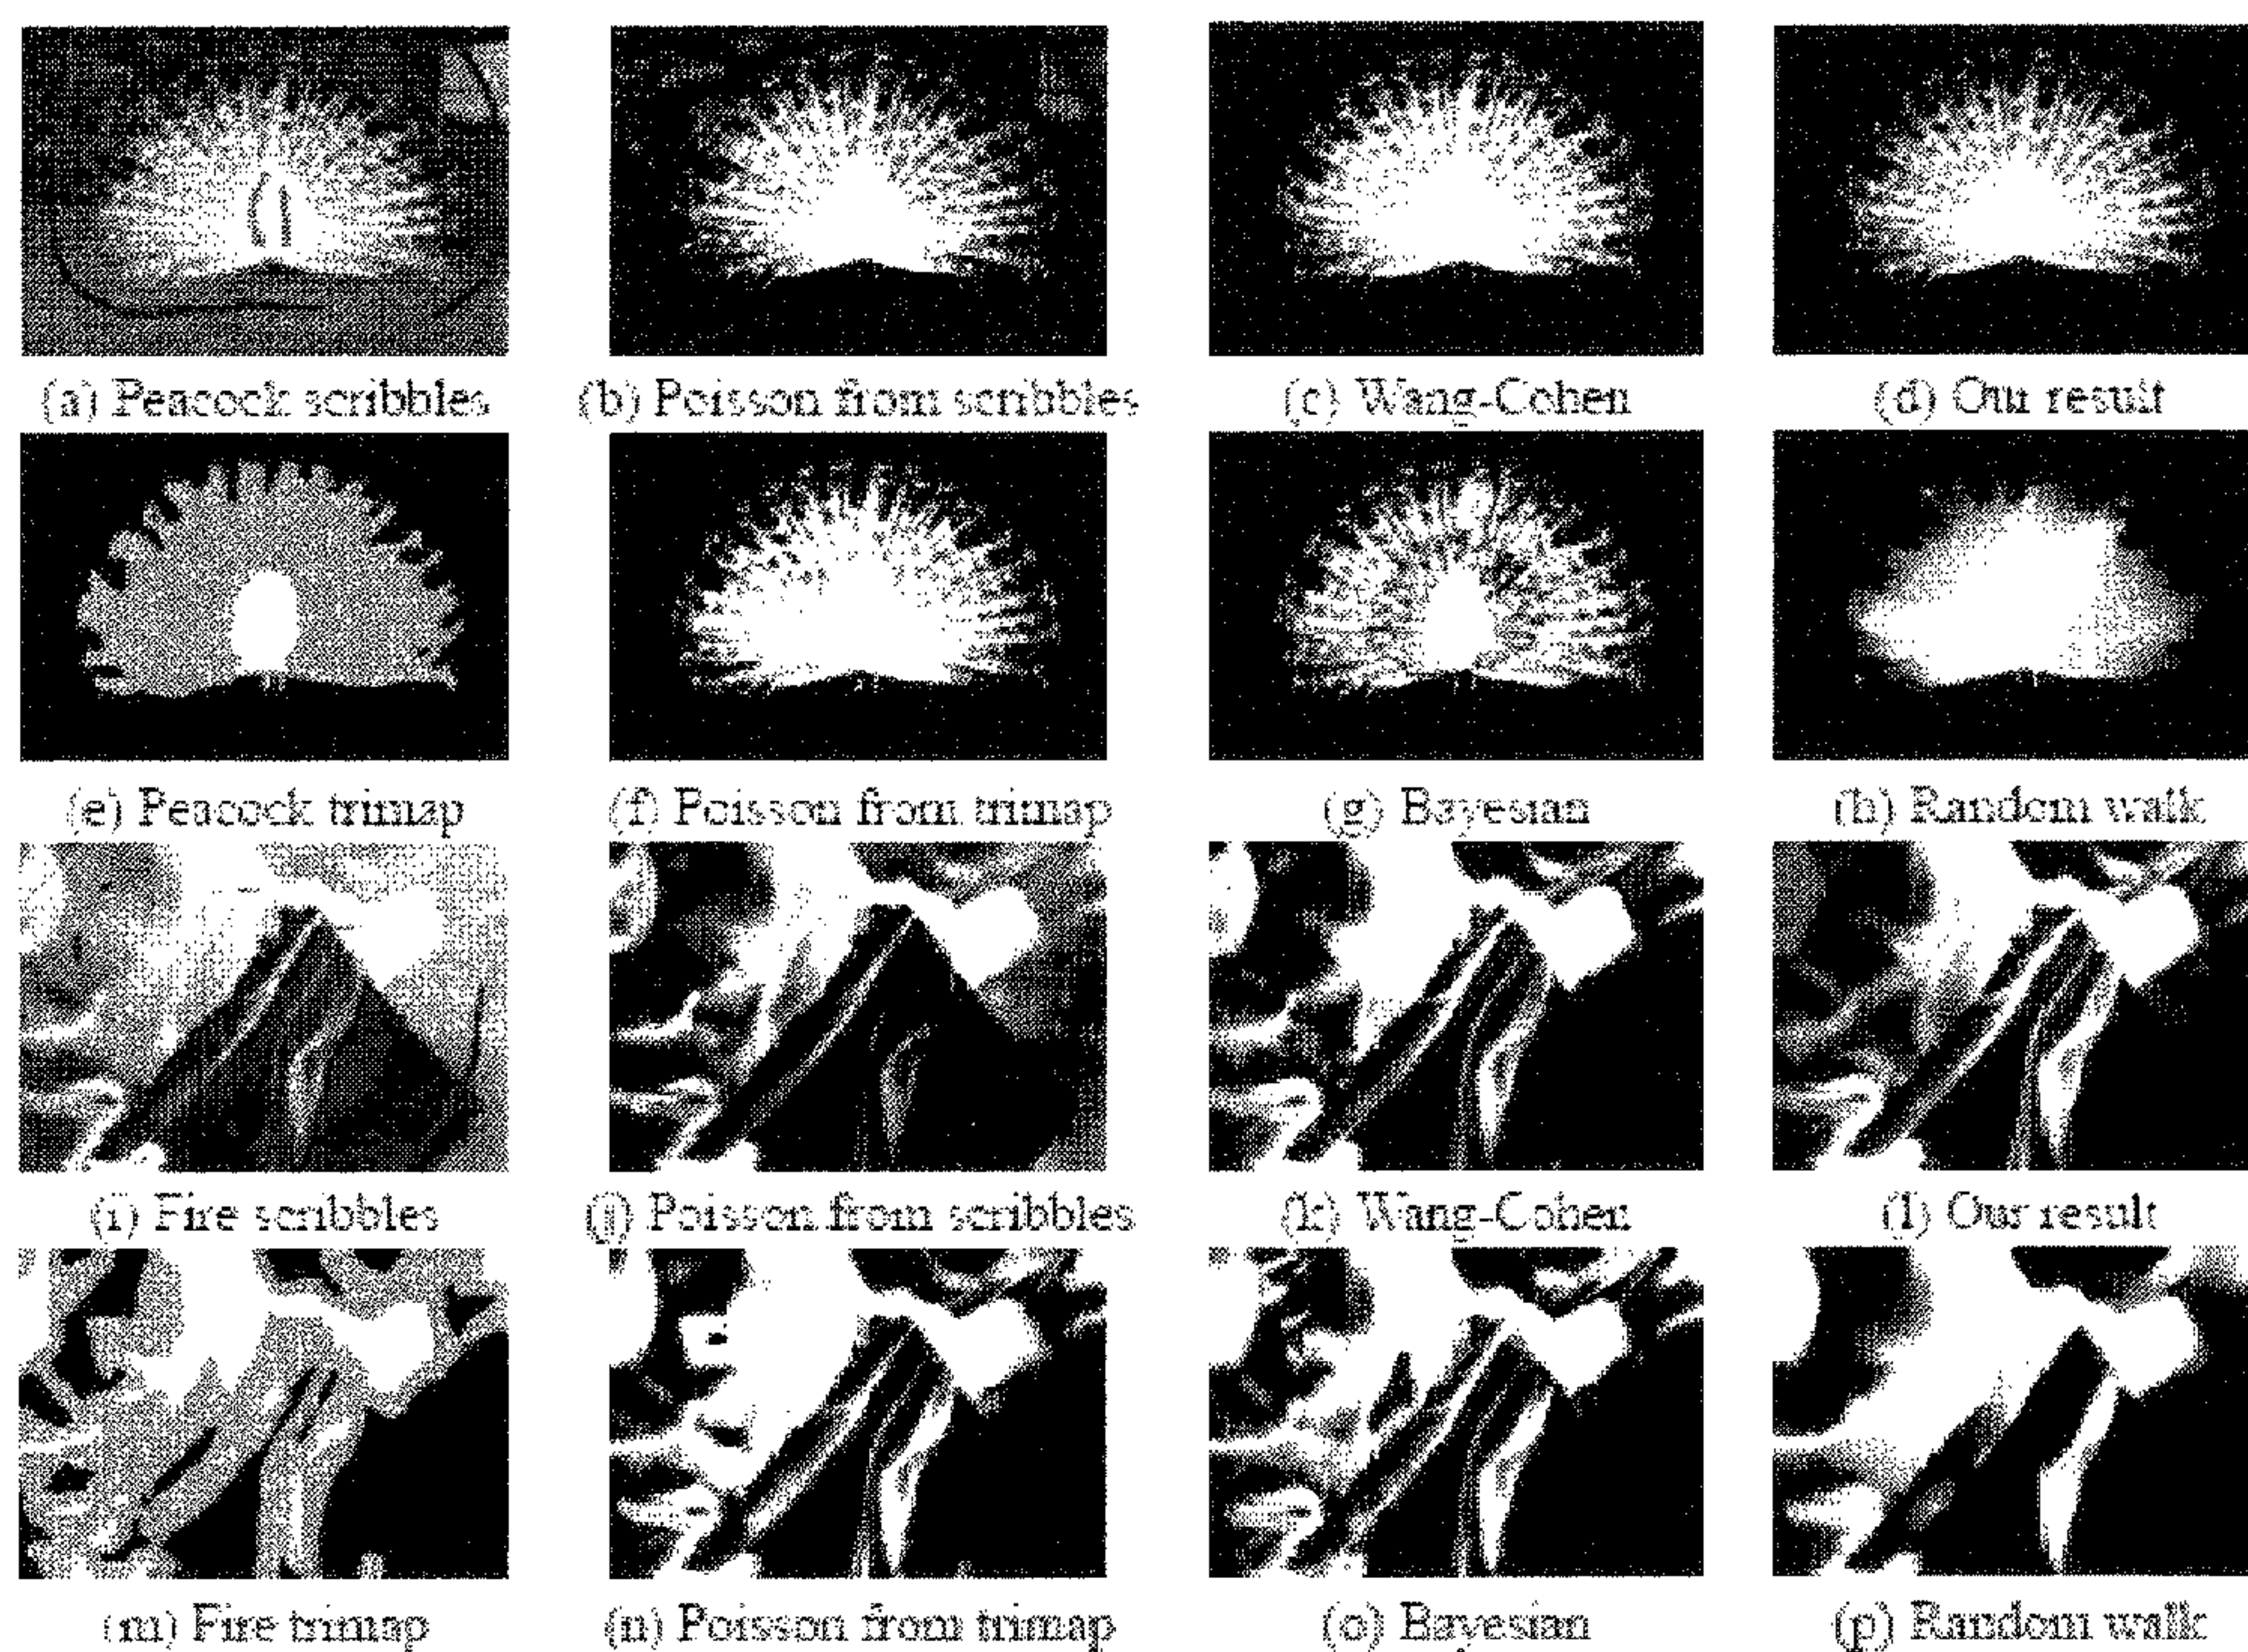 (a) Peacock scribbles (b) Poisson from scribbles (c) Wang-Cohen (d) Our result
(e) Peacock trimap (f) Poisson from trimap (g) Bayesian (h) Random walk
(i) Fire scribbles (j) Poisson from scribbles (k) Wang-Cohen (l) Our result
(m) Fire trimap (n) Poisson from trimap (o) Bayesian (p) Random walk